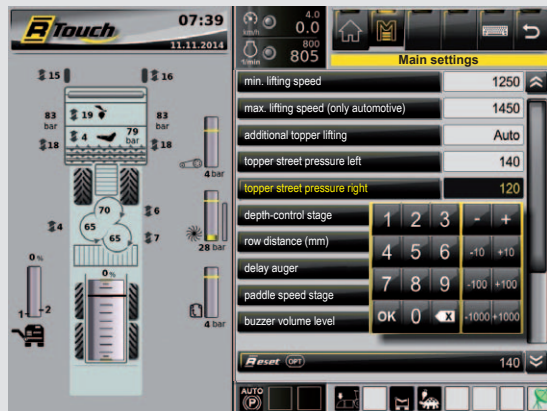 R Touch
07:39
11.11.2014
15
16
83
bar
19
83
bar
4
79
bar
18
18
4 bar
70
6
4
65
65
7
28 bar
0 %
0 %
1
2
4 bar
km/h
4.0
0.0
1/min
800
805
Main settings
min. lifting speed
1250
max. lifting speed (only automotive)
1450
additional topper lifting
Auto
topper street pressure left
140
topper street pressure right
120
depth-control stage
row distance (mm)
delay auger
paddle speed stage
buzzer volume level
1 2 3 - +
4 5 6 -10 +10
7 8 9 -100 +100
OK 0 X -1000 +1000
Reset OPT
140
AUTO
P